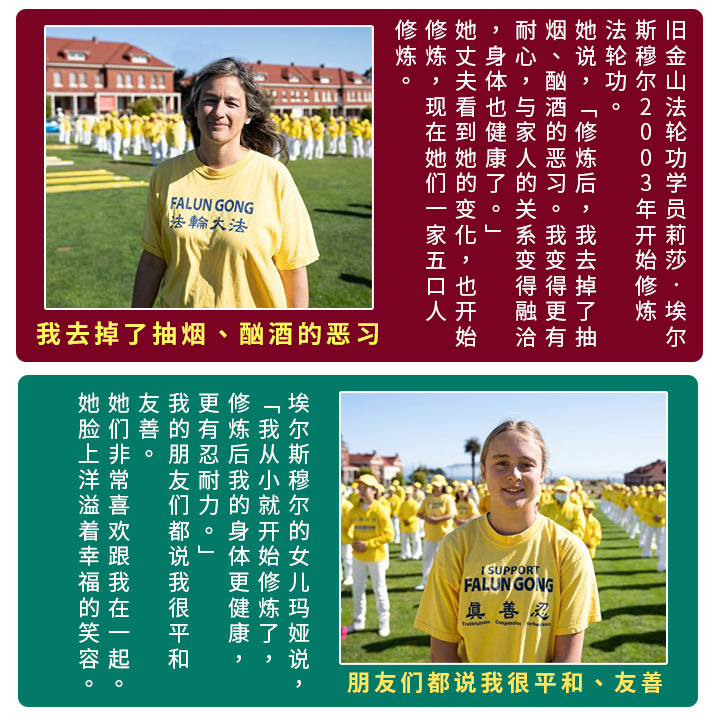 旧金山法轮功学员莉莎·埃尔
斯穆尔2003年开始修炼
法轮功。
她说，「修炼后，我去掉了抽
烟、酗酒的恶习。我变得更有
耐心，与家人的关系变得融洽
，身体也健康了。」
她丈夫看到她的变化，也开始
修炼，现在她们一家五口人
修炼。
FALUN GONG
法輪大法
我去掉了抽烟、酗酒的恶习
埃尔斯穆尔的女儿玛娅说，
「我从小就开始修炼了，
修炼后我的身体更健康，
更有忍耐力。」
我的朋友们都说我很平和
友善。
她们非常喜欢跟我在一起。
她脸上洋溢着幸福的笑容。
I SUPPORT
FALUN GONG
真 善 忍
Truthfulness Compassion Forbearance
朋友们都说我很平和、友善